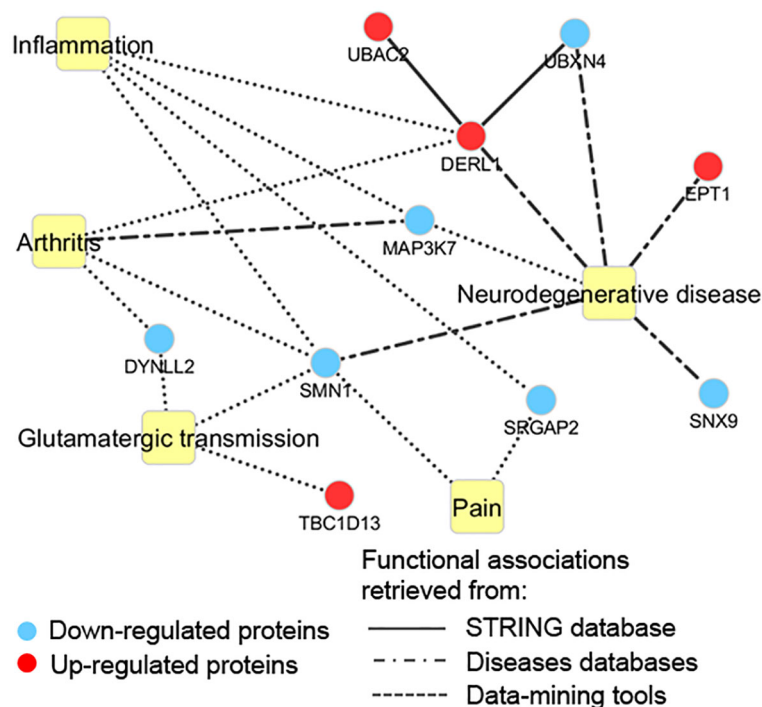 Inflammation
UBAC2
UBXN4
DERL1
EPT1
Arthritis
MAP3K7
Neurodegenerative disease
DYNLL2
SMN1
SRGAP2
SNX9
Glutamatergic transmission
Pain
TBC1D13
Functional associations
retrieved from:
Down-regulated proteins
STRING database
Up-regulated proteins
Diseases databases
Data-mining tools